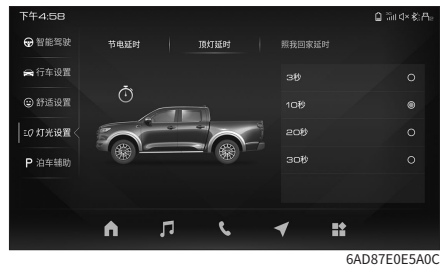 下午4:58
智能驾驶
节电延时 顶灯延时 照我回家延时
行车设置
3秒
舒适设置
10秒
灯光设置
20秒
P 泊车辅助
30秒
6AD87E0E5A0C